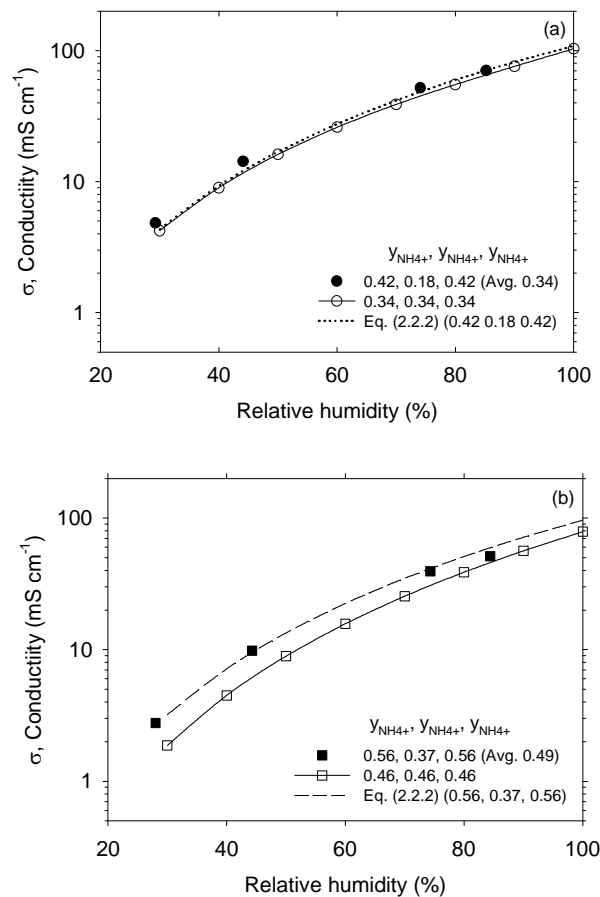 (a)
100
10
1
σ, Conductiity (mS cm⁻¹)
yNH4+, yNH4+, yNH4+
0.42, 0.18, 0.42 (Avg. 0.34)
0.34, 0.34, 0.34
Eq. (2.2.2) (0.42 0.18 0.42)
20 40 60 80 100
Relative humidity (%)
(b)
100
10
1
σ, Conductiity (mS cm⁻¹)
yNH4+, yNH4+, yNH4+
0.56, 0.37, 0.56 (Avg. 0.49)
0.46, 0.46, 0.46
Eq. (2.2.2) (0.56, 0.37, 0.56)
20 40 60 80 100
Relative humidity (%)